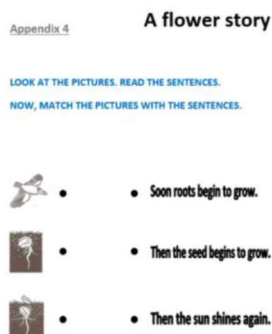 A flower story
Appendix 4
LOOK AT THE PICTURES. READ THE SENTENCES.
NOW, MATCH THE PICTURES WITH THE SENTENCES.
Soon roots begin to grow.
Then the seed begins to grow.
Then the sun shines again.